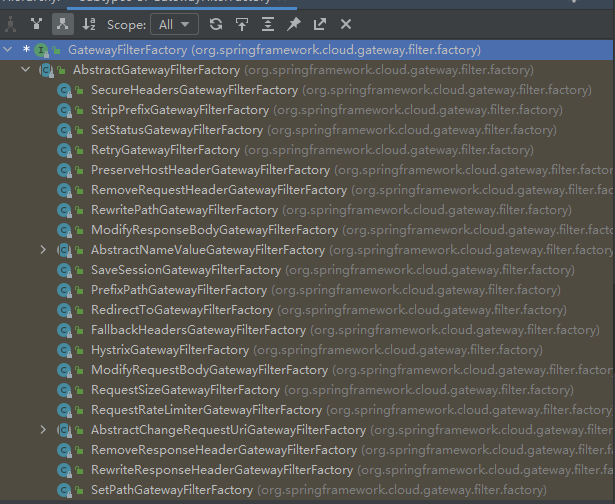 Scope: All
* GatewayFilterFactory (org.springframework.cloud.gateway.filter.factory)
AbstractGatewayFilterFactory (org.springframework.cloud.gateway.filter.factory)
SecureHeadersGatewayFilterFactory (org.springframework.cloud.gateway.filter.factory)
StripPrefixGatewayFilterFactory (org.springframework.cloud.gateway.filter.factory)
SetStatusGatewayFilterFactory (org.springframework.cloud.gateway.filter.factory)
RetryGatewayFilterFactory (org.springframework.cloud.gateway.filter.factory)
PreserveHostHeaderGatewayFilterFactory (org.springframework.cloud.gateway.filter.fact
RemoveRequestHeaderGatewayFilterFactory (org.springframework.cloud.gateway.filter.fa
RewritePathGatewayFilterFactory (org.springframework.cloud.gateway.filter.factory)
ModifyResponseBodyGatewayFilterFactory (org.springframework.cloud.gateway.filter.fact
AbstractNameValueGatewayFilterFactory (org.springframework.cloud.gateway.filter.facto
SaveSessionGatewayFilterFactory (org.springframework.cloud.gateway.filter.factory)
PrefixPathGatewayFilterFactory (org.springframework.cloud.gateway.filter.factory)
RedirectToGatewayFilterFactory (org.springframework.cloud.gateway.filter.factory)
FallbackHeadersGatewayFilterFactory (org.springframework.cloud.gateway.filter.factory)
HystrixGatewayFilterFactory (org.springframework.cloud.gateway.filter.factory)
ModifyRequestBodyGatewayFilterFactory (org.springframework.cloud.gateway.filter.facto
RequestSizeGatewayFilterFactory (org.springframework.cloud.gateway.filter.factory)
RequestRateLimiterGatewayFilterFactory (org.springframework.cloud.gateway.filter.facto
AbstractChangeRequestUriGatewayFilterFactory (org.springframework.cloud.gateway.filte
RemoveResponseHeaderGatewayFilterFactory (org.springframework.cloud.gateway.filter.f
RewriteResponseHeaderGatewayFilterFactory (org.springframework.cloud.gateway.filter.f
SetPathGatewayFilterFactory (org.springframework.cloud.gateway.filter.factory)